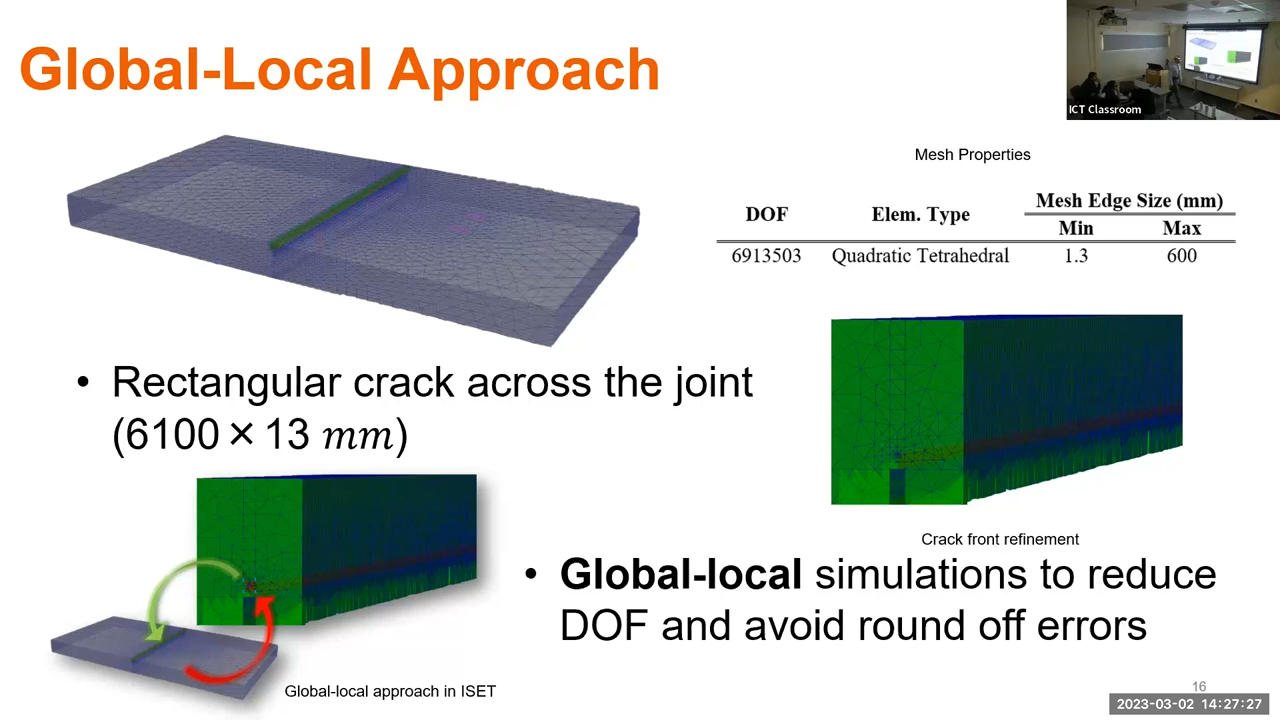 Global-Local Approach
ICT Classroom
Mesh Properties
DOF Elem. Type Mesh Edge Size (mm)
Min Max
6913503 Quadratic Tetrahedral 1.3 600
• Rectangular crack across the joint
(6100 × 13 𝑚𝑚)
Crack front refinement
• Global-local simulations to reduce
DOF and avoid round off errors
Global-local approach in ISET
16
2023-03-02 14:27:27